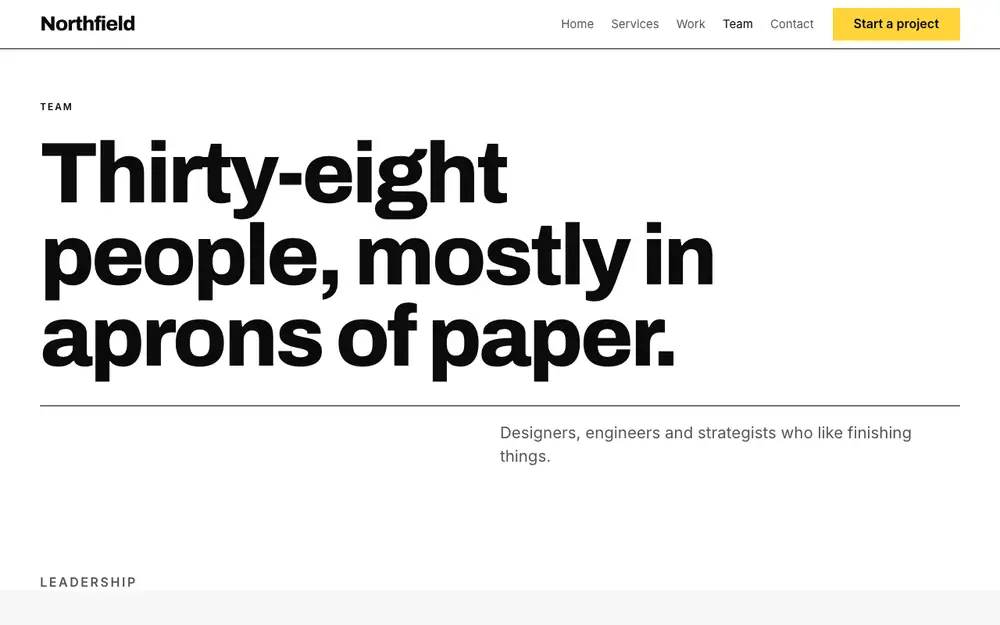 Northfield
Home Services Work Team Contact Start a project
TEAM
Thirty-eight
people, mostly in
aprons of paper.
Designers, engineers and strategists who like finishing
things.
LEADERSHIP